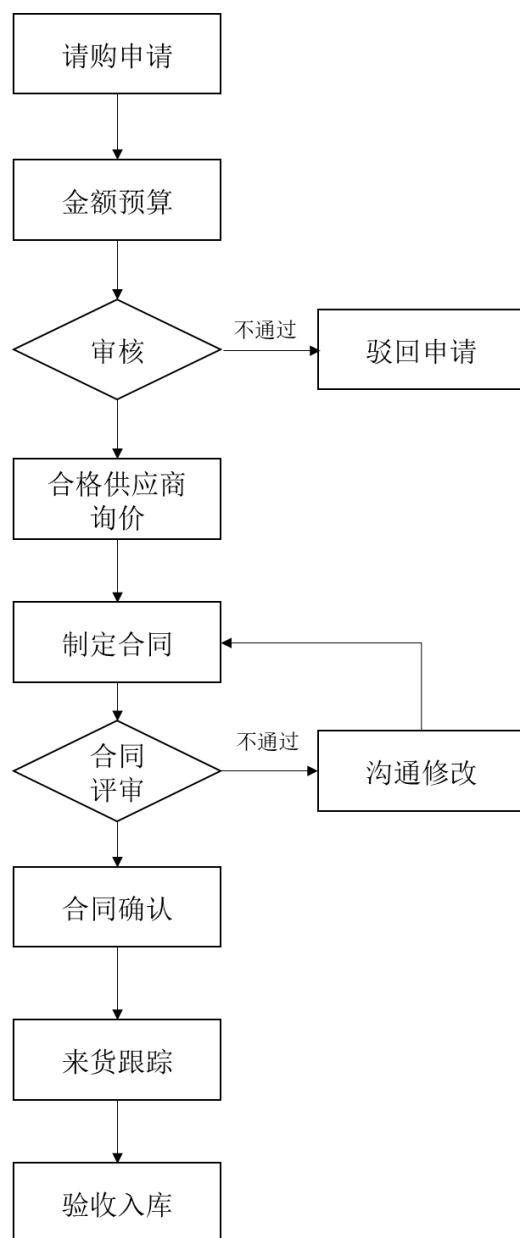 请购申请
金额预算
审核
不通过
驳回申请
合格供应商
询价
制定合同
合同
评审
不通过
沟通修改
合同确认
来货跟踪
验收入库